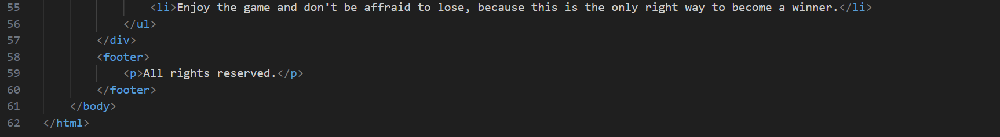 55 <li>Enjoy the game and don't be affraid to lose, because this is the only right way to become a winner.</li>
56 </ul>
57 </div>
58 <footer>
59 <p>All rights reserved.</p>
60 </footer>
61 </body>
62 </html>